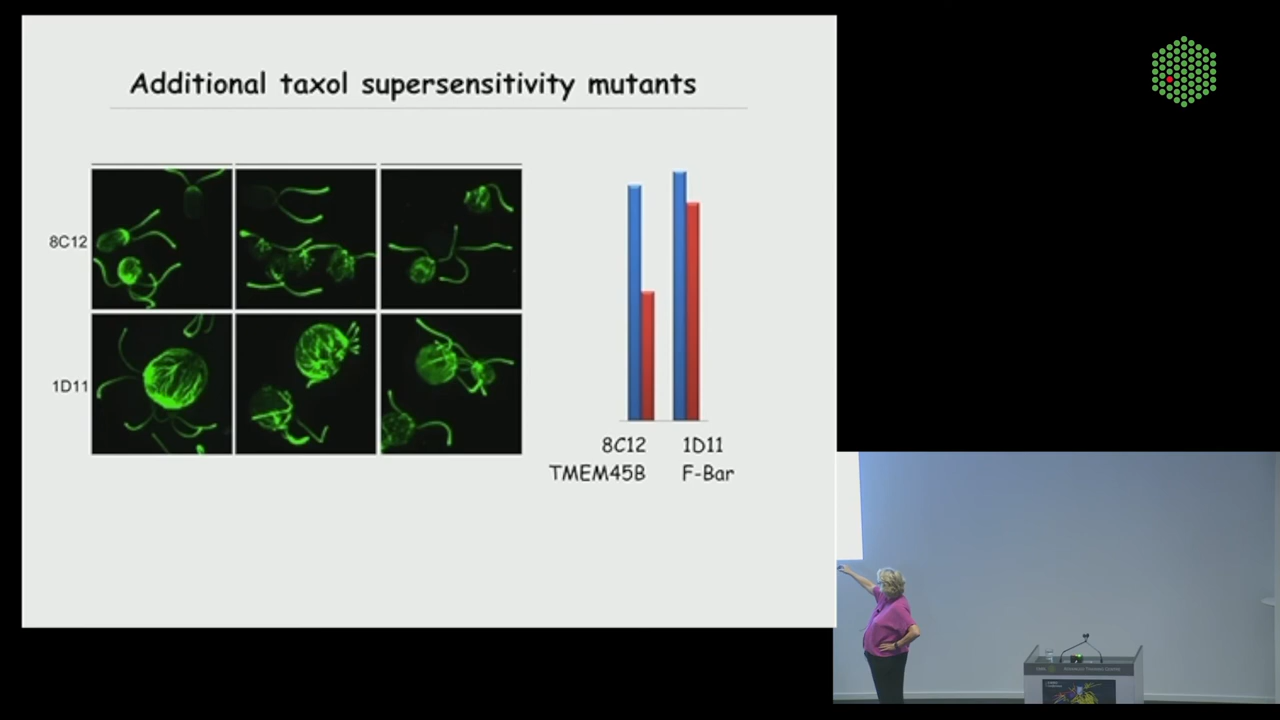 Additional taxol supersensitivity mutants
8C12
1D11
8C12 1D11
TMEM45B F-Bar